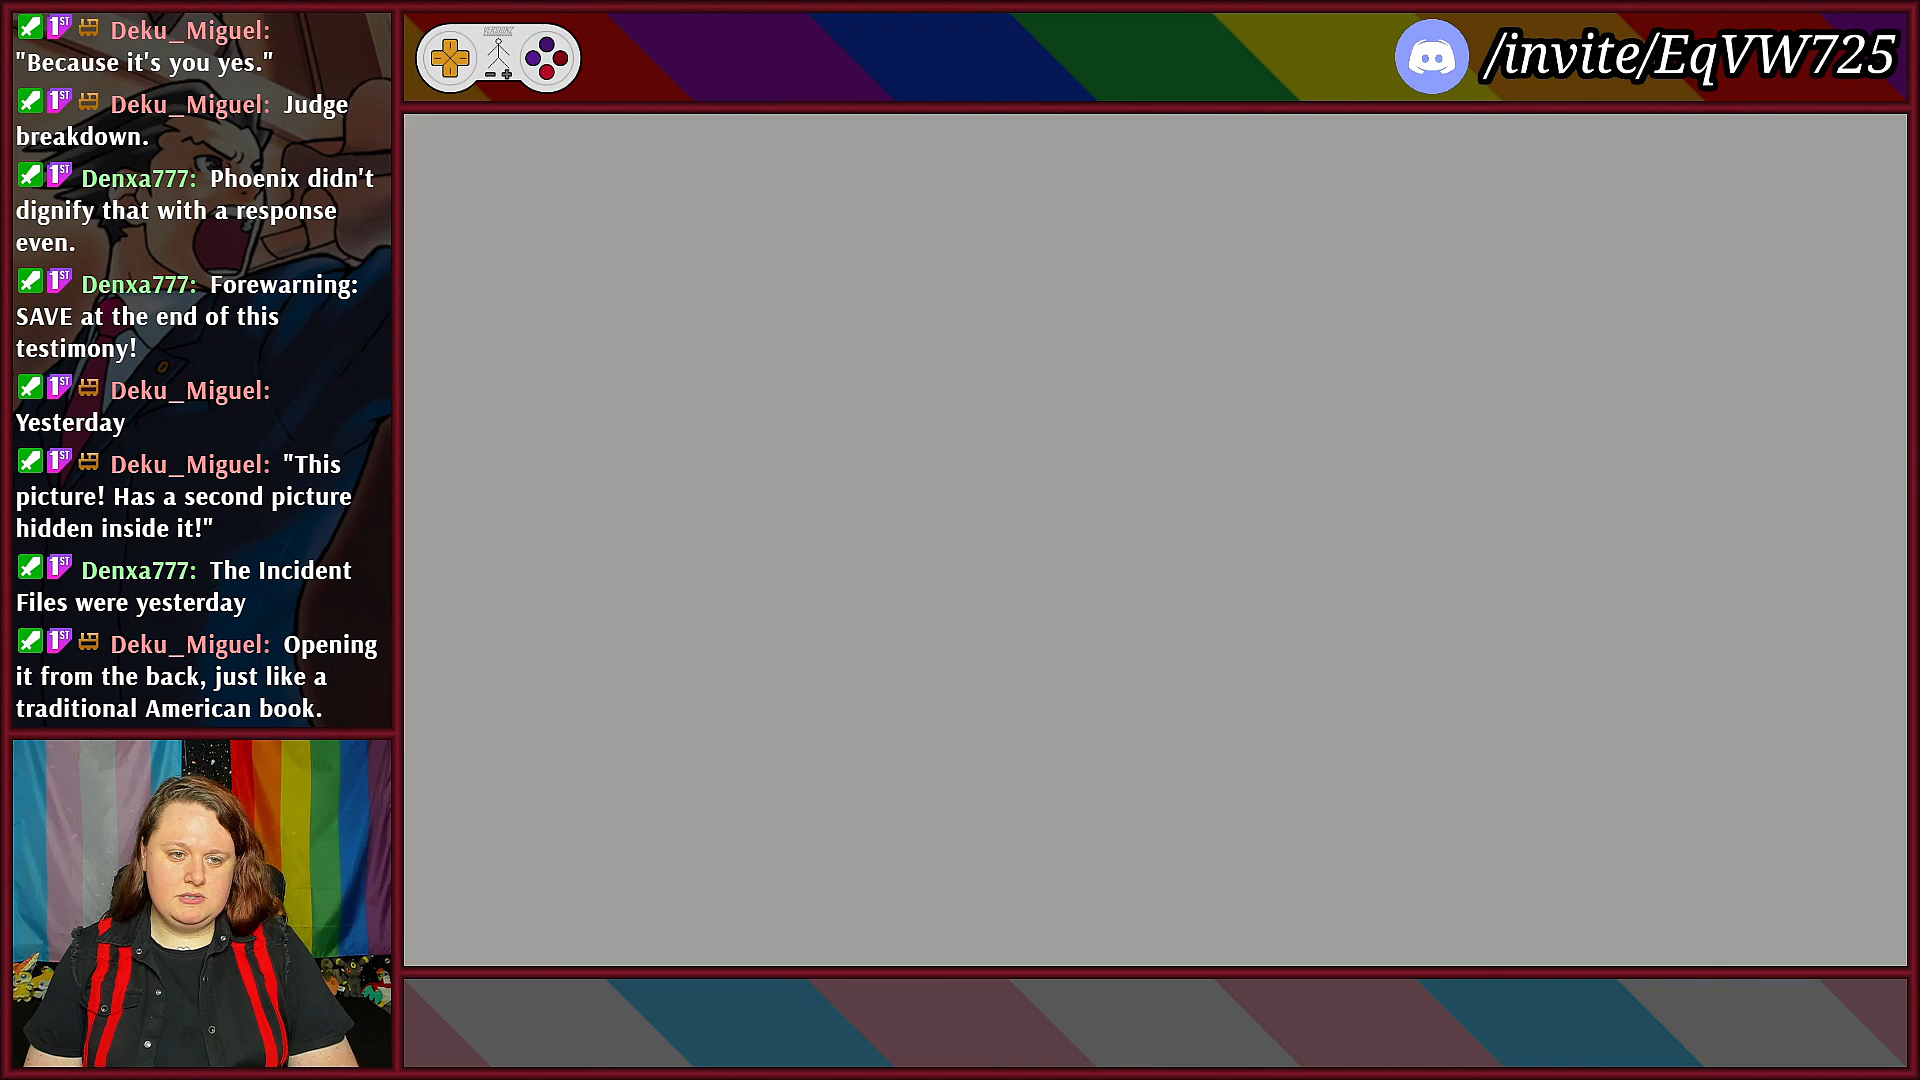 Deku_Miguel:
"Because it's you yes."
Deku_Miguel: Judge
breakdown.
Denxa777: Phoenix didn't
dignify that with a response
even.
Denxa777: Forewarning:
SAVE at the end of this
testimony!
Deku_Miguel:
Yesterday
Deku_Miguel: "This
picture! Has a second picture
hidden inside it!"
Denxa777: The Incident
Files were yesterday
Deku_Miguel: Opening
it from the back, just like a
traditional American book.
VERSIONZ
/invite/EqVW725